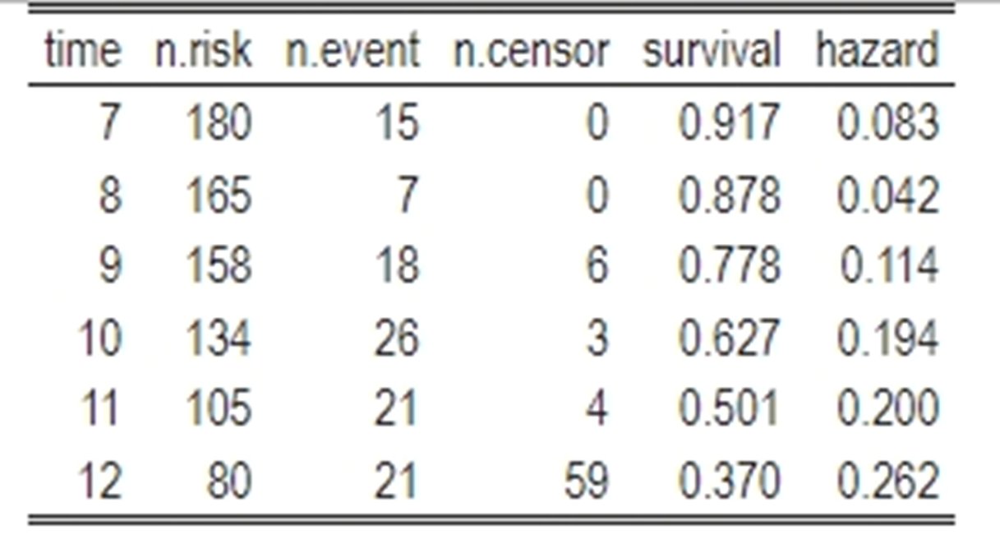 time n.risk n.event n.censor survival hazard
7 180 15 0 0.917 0.083
8 165 7 0 0.878 0.042
9 158 18 6 0.778 0.114
10 134 26 3 0.627 0.194
11 105 21 4 0.501 0.200
12 80 21 59 0.370 0.262